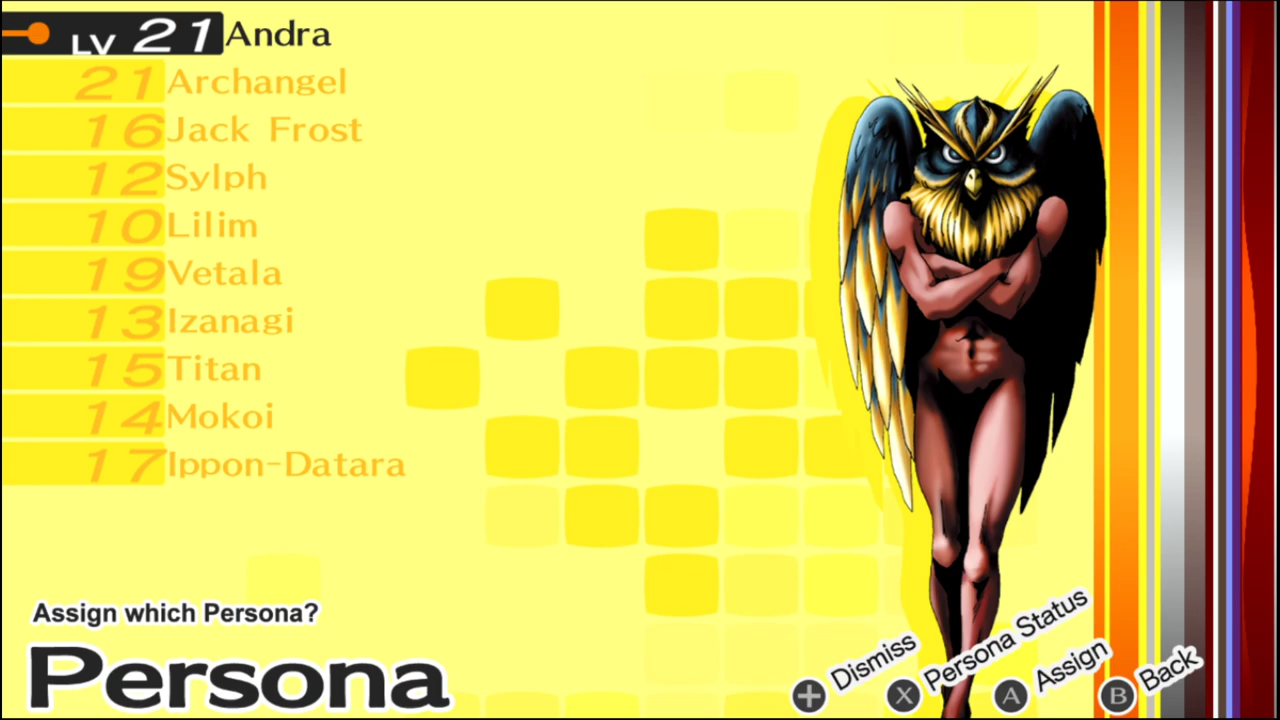 LV 21 Andra
21 Archangel
16 Jack Frost
12 Sylph
10 Lilim
19 Vetala
13 Izanagi
15 Titan
14 Mokoi
17 Ippon-Datara
Assign which Persona?
Persona
+ Dismiss
X Persona Status
A Assign
B Back